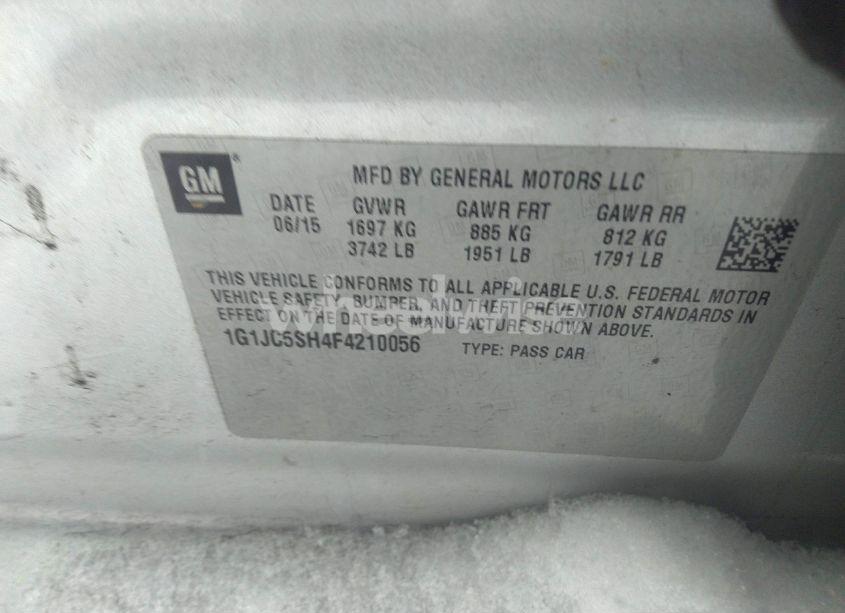 GM ®
MFD BY GENERAL MOTORS LLC
DATE GVWR GAWR FRT GAWR RR
06/15 1697 KG 885 KG 812 KG
3742 LB 1951 LB 1791 LB
THIS VEHICLE CONFORMS TO ALL APPLICABLE U.S. FEDERAL MOTOR
VEHICLE SAFETY, BUMPER, AND THEFT PREVENTION STANDARDS IN
EFFECT ON THE DATE OF MANUFACTURE SHOWN ABOVE.
1G1JC5SH4F4210056 TYPE: PASS CAR